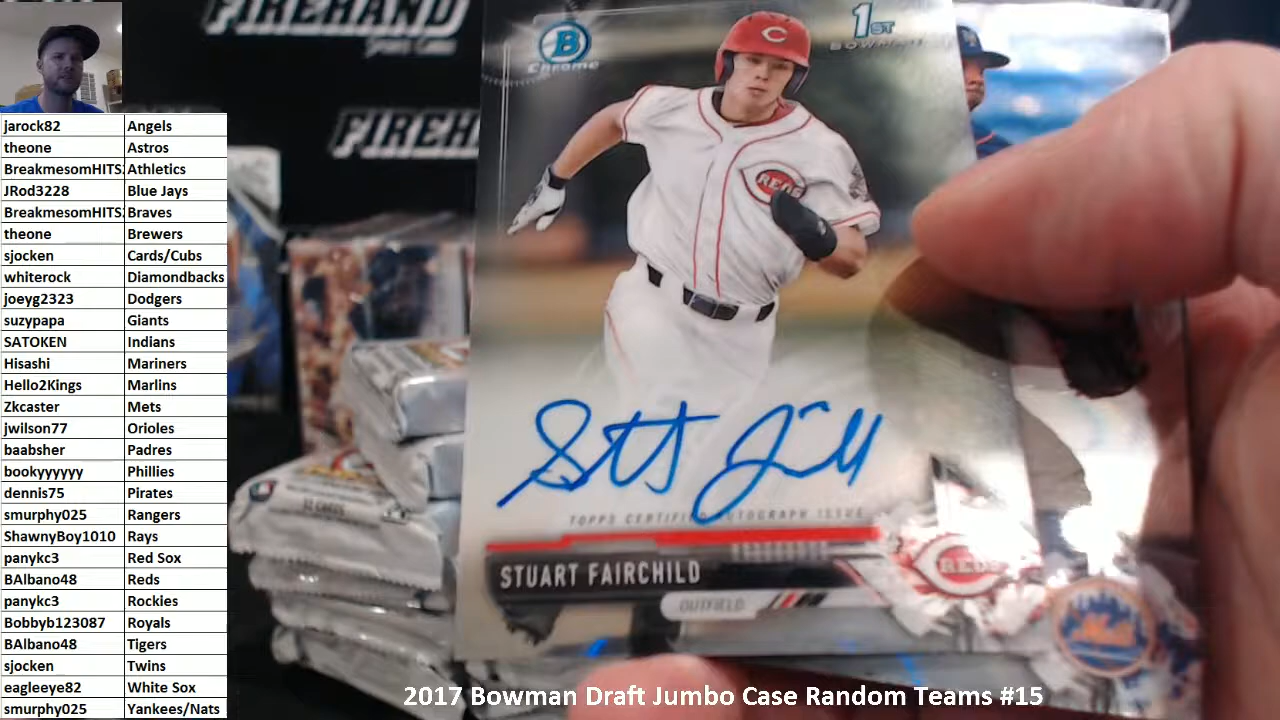 FIREHAND
Sports Cards
FIREH
jarock82 Angels
theone Astros
BreakmesomHITS Athletics
JRod3228 Blue Jays
BreakmesomHITS Braves
theone Brewers
sjocken Cards/Cubs
whiterock Diamondbacks
joeyg2323 Dodgers
suzypapa Giants
SATOKEN Indians
Hisashi Mariners
Hello2Kings Marlins
Zkcaster Mets
jwilson77 Orioles
baabsher Padres
bookyyyyyy Phillies
dennis75 Pirates
smurphy025 Rangers
ShawnyBoy1010 Rays
panykc3 Red Sox
BAlbano48 Reds
panykc3 Rockies
Bobbyb123087 Royals
BAlbano48 Tigers
sjocken Twins
eagleeye82 White Sox
smurphy025 Yankees/Nats
B
Chrome
1ST
BOWMAN
C
REDS
TOPPS CERTIFIED AUTOGRAPH ISSUE
STUART FAIRCHILD
OUTFIELD
REDS
Mets
2017 Bowman Draft Jumbo Case Random Teams #15